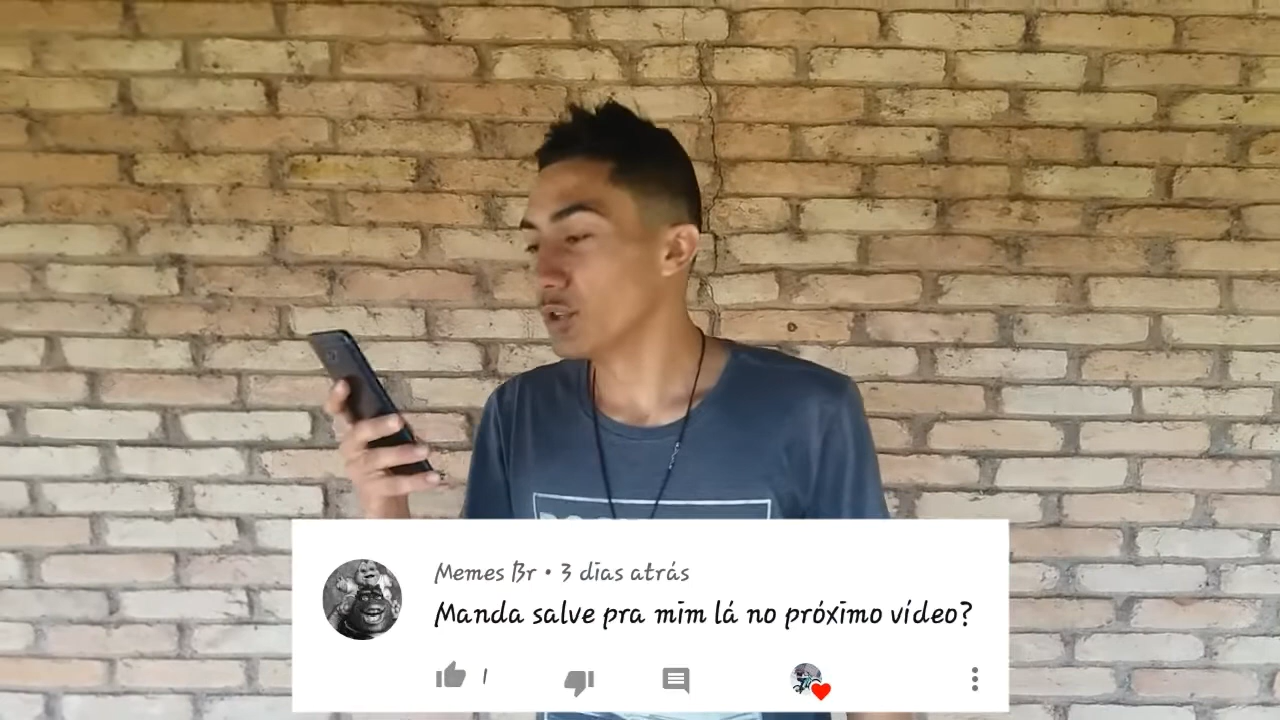 Memes Br • 3 dias atrás
Manda salve pra mim lá no próximo vídeo?
1